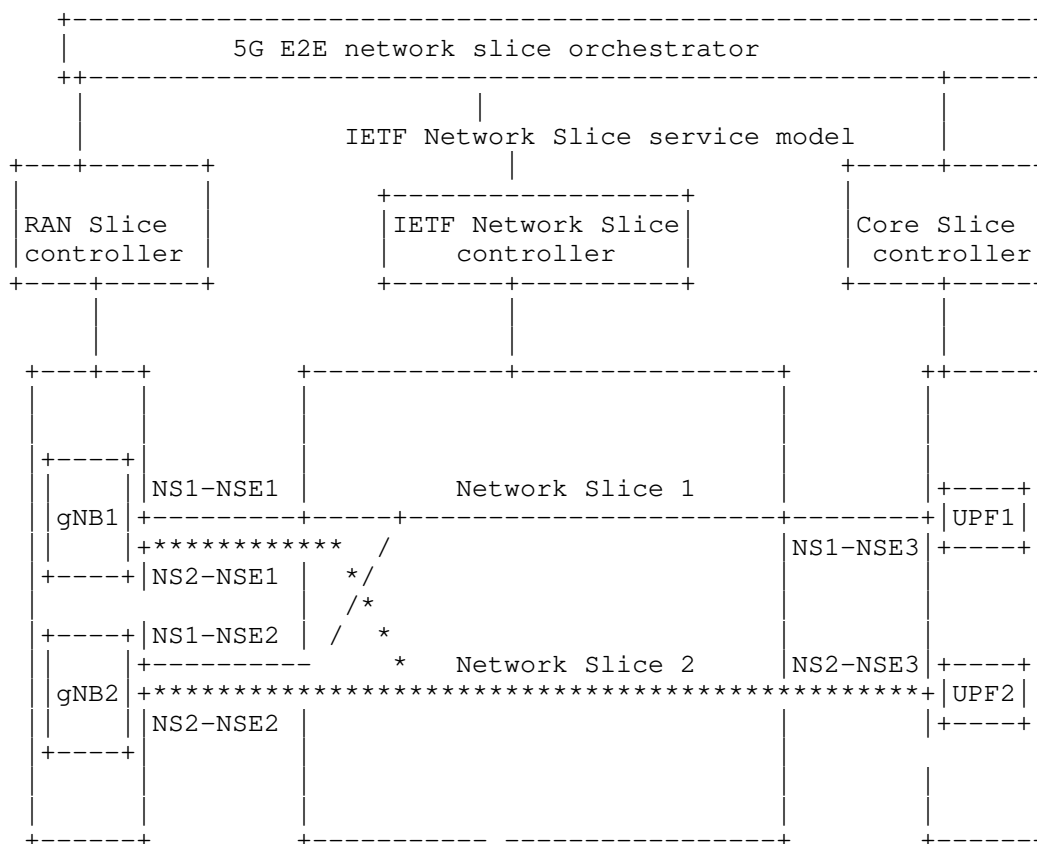 5G E2E network slice orchestrator
IETF Network Slice service model
RAN Slice
controller
IETF Network Slice
controller
Core Slice
controller
NS1-NSE1
Network Slice 1
gNB1
UPF1
NS1-NSE3
NS2-NSE1
NS1-NSE2
Network Slice 2
NS2-NSE3
gNB2
UPF2
NS2-NSE2